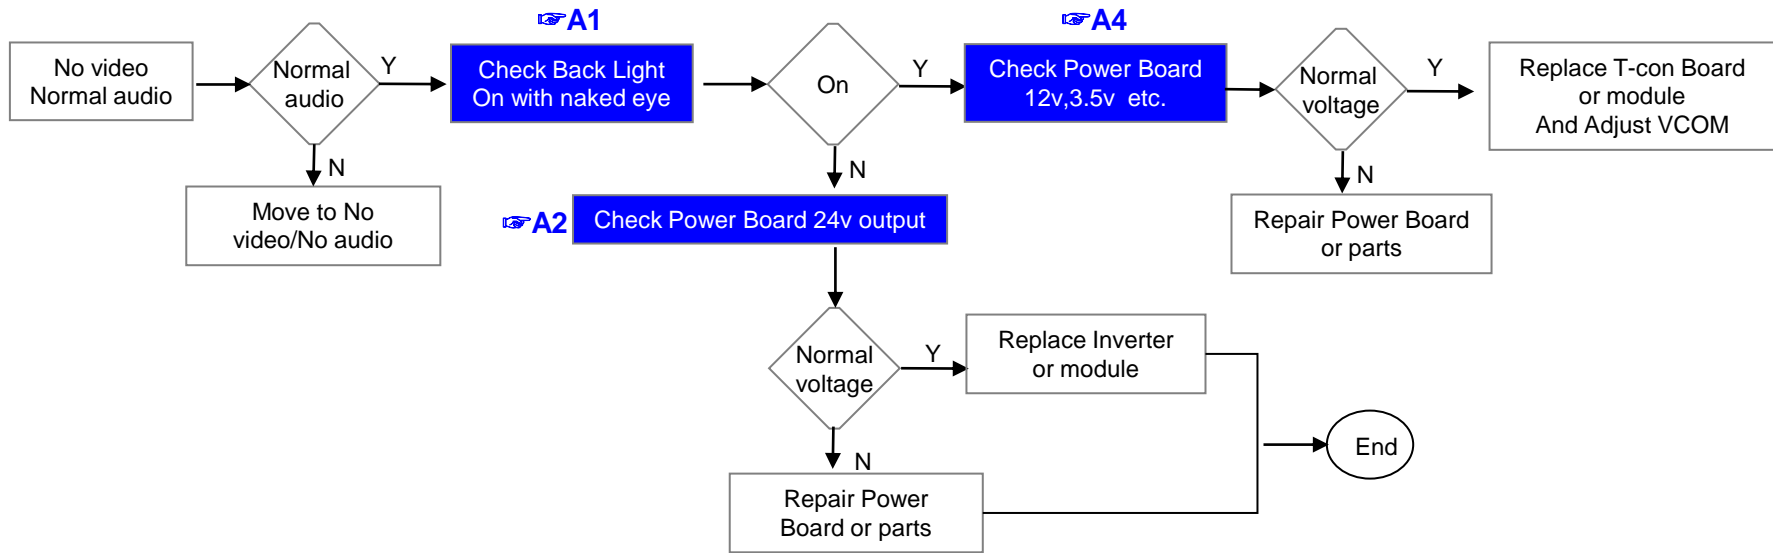 ☞A1
☞A4
No video
Normal audio
Normal
audio
Y
Check Back Light
On with naked eye
On
Y
Check Power Board
12v,3.5v  etc.
Normal
voltage
Y
Replace T-con Board
or module
And Adjust VCOM
N
Move to No
video/No audio
N
☞A2
Check Power Board 24v output
N
Repair Power Board
or parts
Normal
voltage
Y
Replace Inverter
or module
N
Repair Power
Board or parts
End